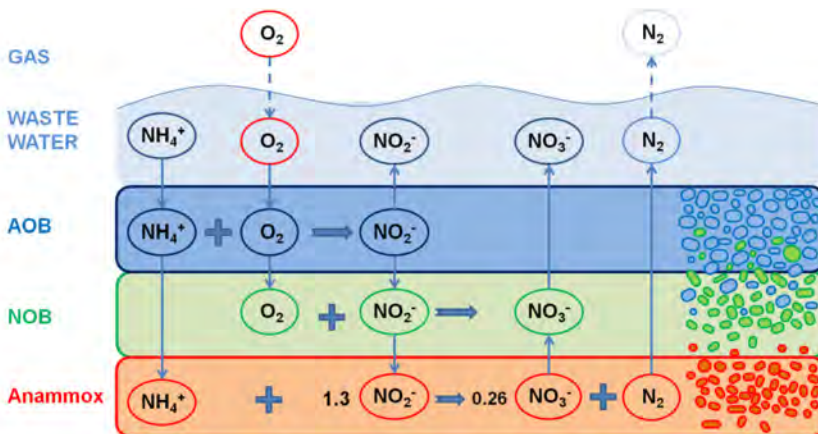 O₂ N₂
GAS
WASTE
WATER
NH₄⁺ O₂ NO₂⁻ NO₃⁻ N₂
AOB NH₄⁺ + O₂ NO₂⁻
NOB O₂ + NO₂⁻ NO₃⁻
Anammox NH₄⁺ + 1.3 NO₂⁻ 0.26 NO₃⁻ + N₂